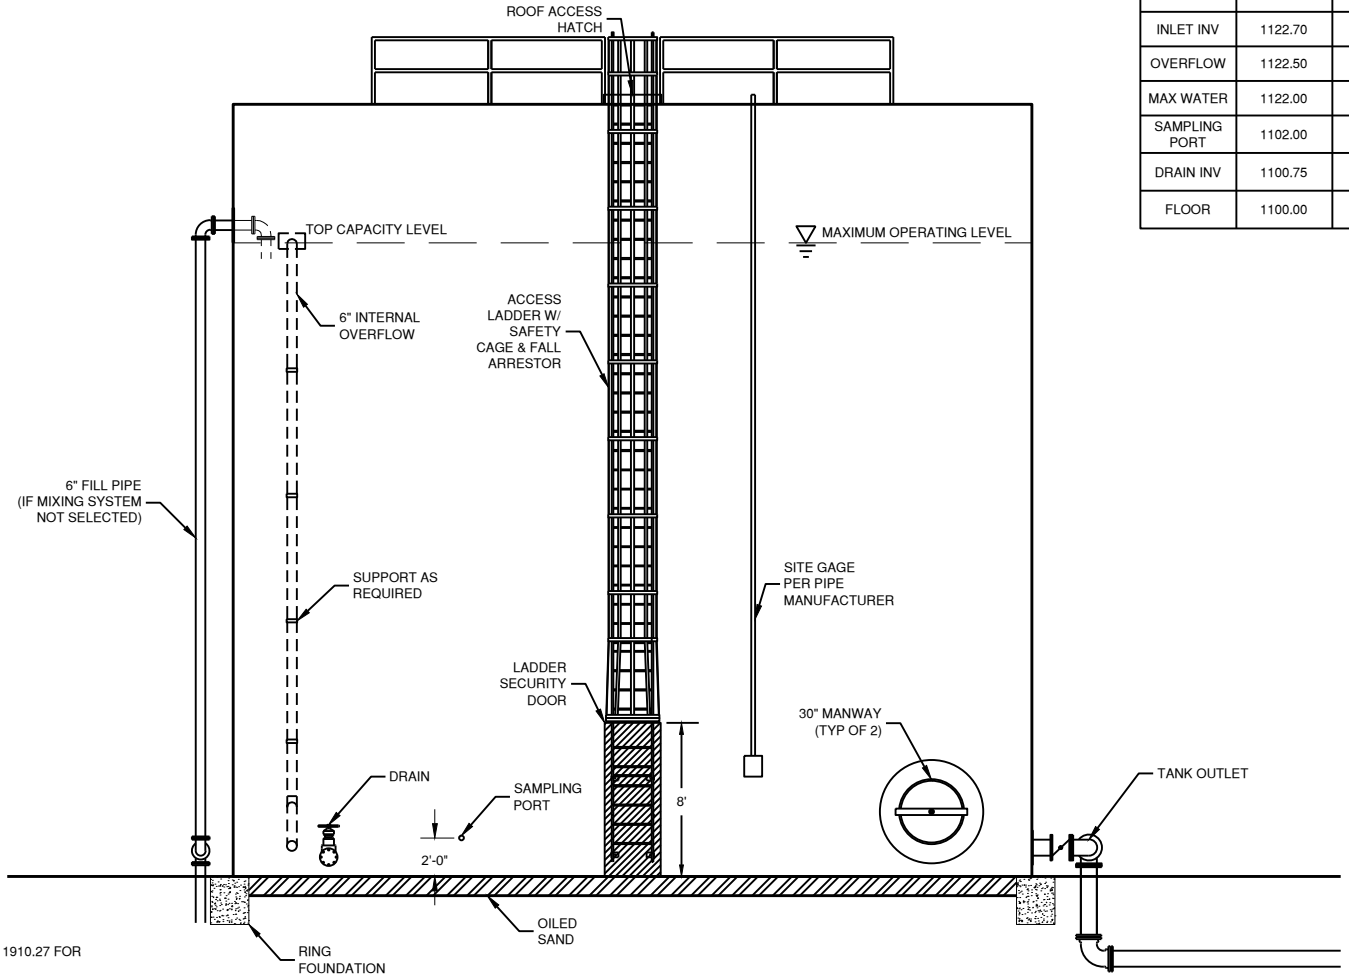 ROOF ACCESS
HATCH
INLET INV 1122.70
OVERFLOW 1122.50
MAX WATER 1122.00
SAMPLING
PORT 1102.00
DRAIN INV 1100.75
FLOOR 1100.00
TOP CAPACITY LEVEL
MAXIMUM OPERATING LEVEL
6" INTERNAL
OVERFLOW
ACCESS
LADDER W/
SAFETY
CAGE & FALL
ARRESTOR
6" FILL PIPE
(IF MIXING SYSTEM
NOT SELECTED)
SUPPORT AS
REQUIRED
SITE GAGE
PER PIPE
MANUFACTURER
LADDER
SECURITY
DOOR
30" MANWAY
(TYP OF 2)
DRAIN
SAMPLING
PORT
8'
TANK OUTLET
2'-0"
OILED
SAND
RING
FOUNDATION
1910.27 FOR